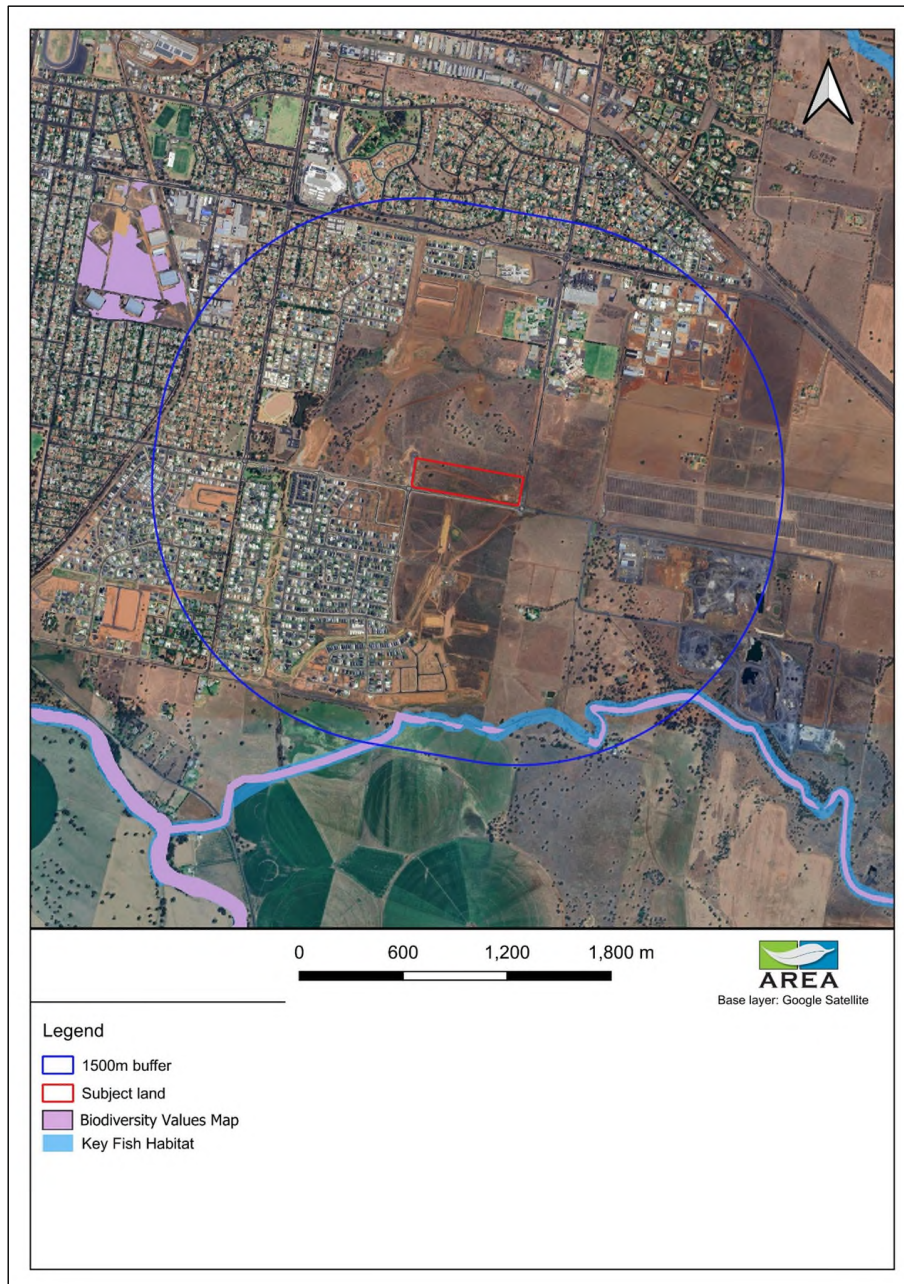 0 600 1,200 1,800 m
AREA
Base layer: Google Satellite
Legend
1500m buffer
Subject land
Biodiversity Values Map
Key Fish Habitat